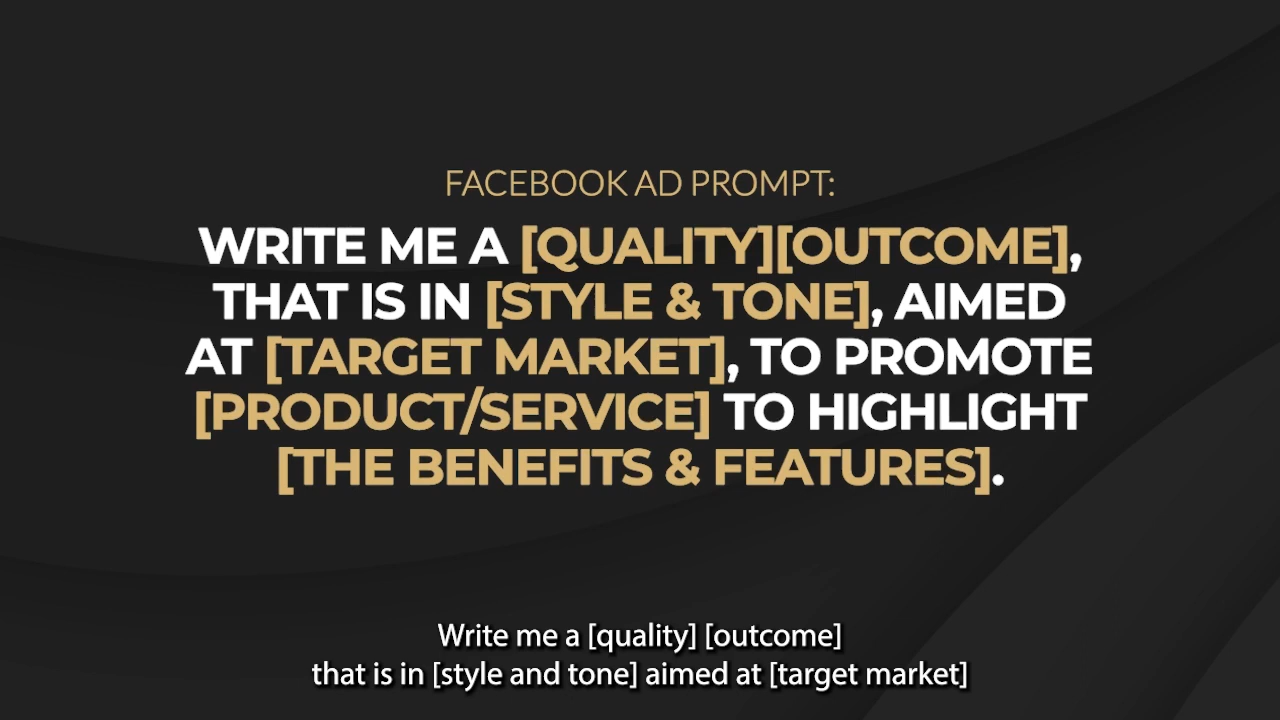 FACEBOOK AD PROMPT:
WRITE ME A [QUALITY][OUTCOME],
THAT IS IN [STYLE & TONE], AIMED
AT [TARGET MARKET], TO PROMOTE
[PRODUCT/SERVICE] TO HIGHLIGHT
[THE BENEFITS & FEATURES].
Write me a [quality] [outcome]
that is in [style and tone] aimed at [target market]